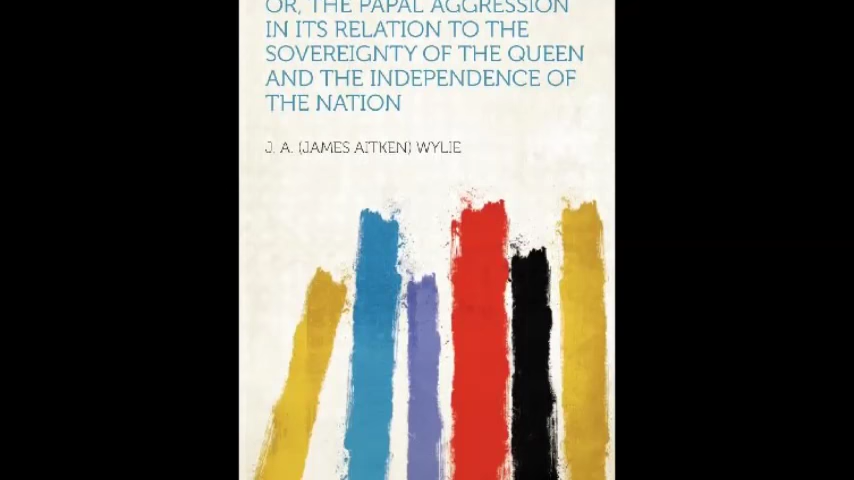 OR, THE PAPAL AGGRESSION
IN ITS RELATION TO THE
SOVEREIGNTY OF THE QUEEN
AND THE INDEPENDENCE OF
THE NATION
J. A. (JAMES AITKEN) WYLIE